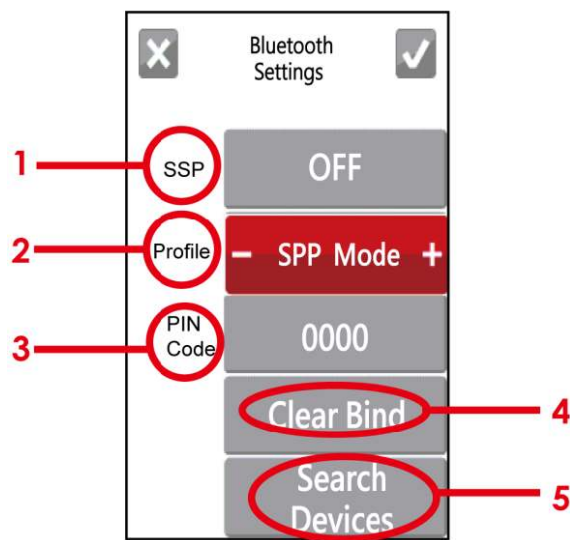 Bluetooth
Settings
1
SSP
OFF
2
Profile
– SPP Mode +
3
PIN
Code
0000
Clear Bind
4
Search
Devices
5